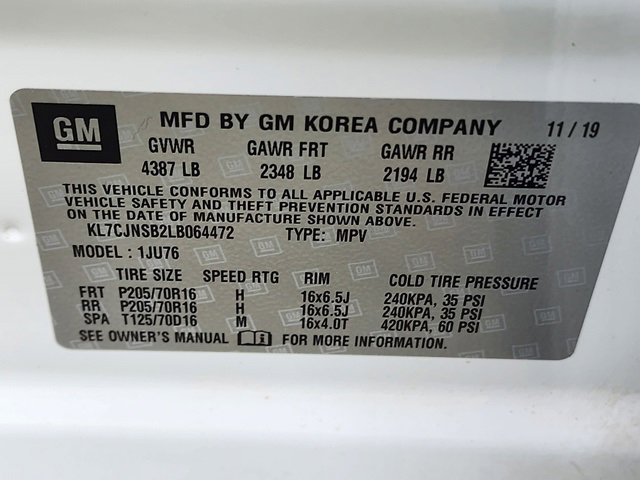 GM MFD BY GM KOREA COMPANY 11 / 19
GVWR GAWR FRT GAWR RR
4387 LB 2348 LB 2194 LB
THIS VEHICLE CONFORMS TO ALL APPLICABLE U.S. FEDERAL MOTOR
VEHICLE SAFETY, BUMPER, AND THEFT PREVENTION STANDARDS IN EFFECT
ON THE DATE OF MANUFACTURE SHOWN ABOVE.
KL7CJNSB2LB064472 TYPE: MPV
MODEL : 1JU76
TIRE SIZE SPEED RTG RIM COLD TIRE PRESSURE
FRT P205/70R16 H 16x6.5J 240KPA, 35 PSI
RR P205/70R16 H 16x6.5J 240KPA, 35 PSI
SPA T125/70D16 M 16x4.0T 420KPA, 60 PSI
SEE OWNER'S MANUAL FOR MORE INFORMATION.